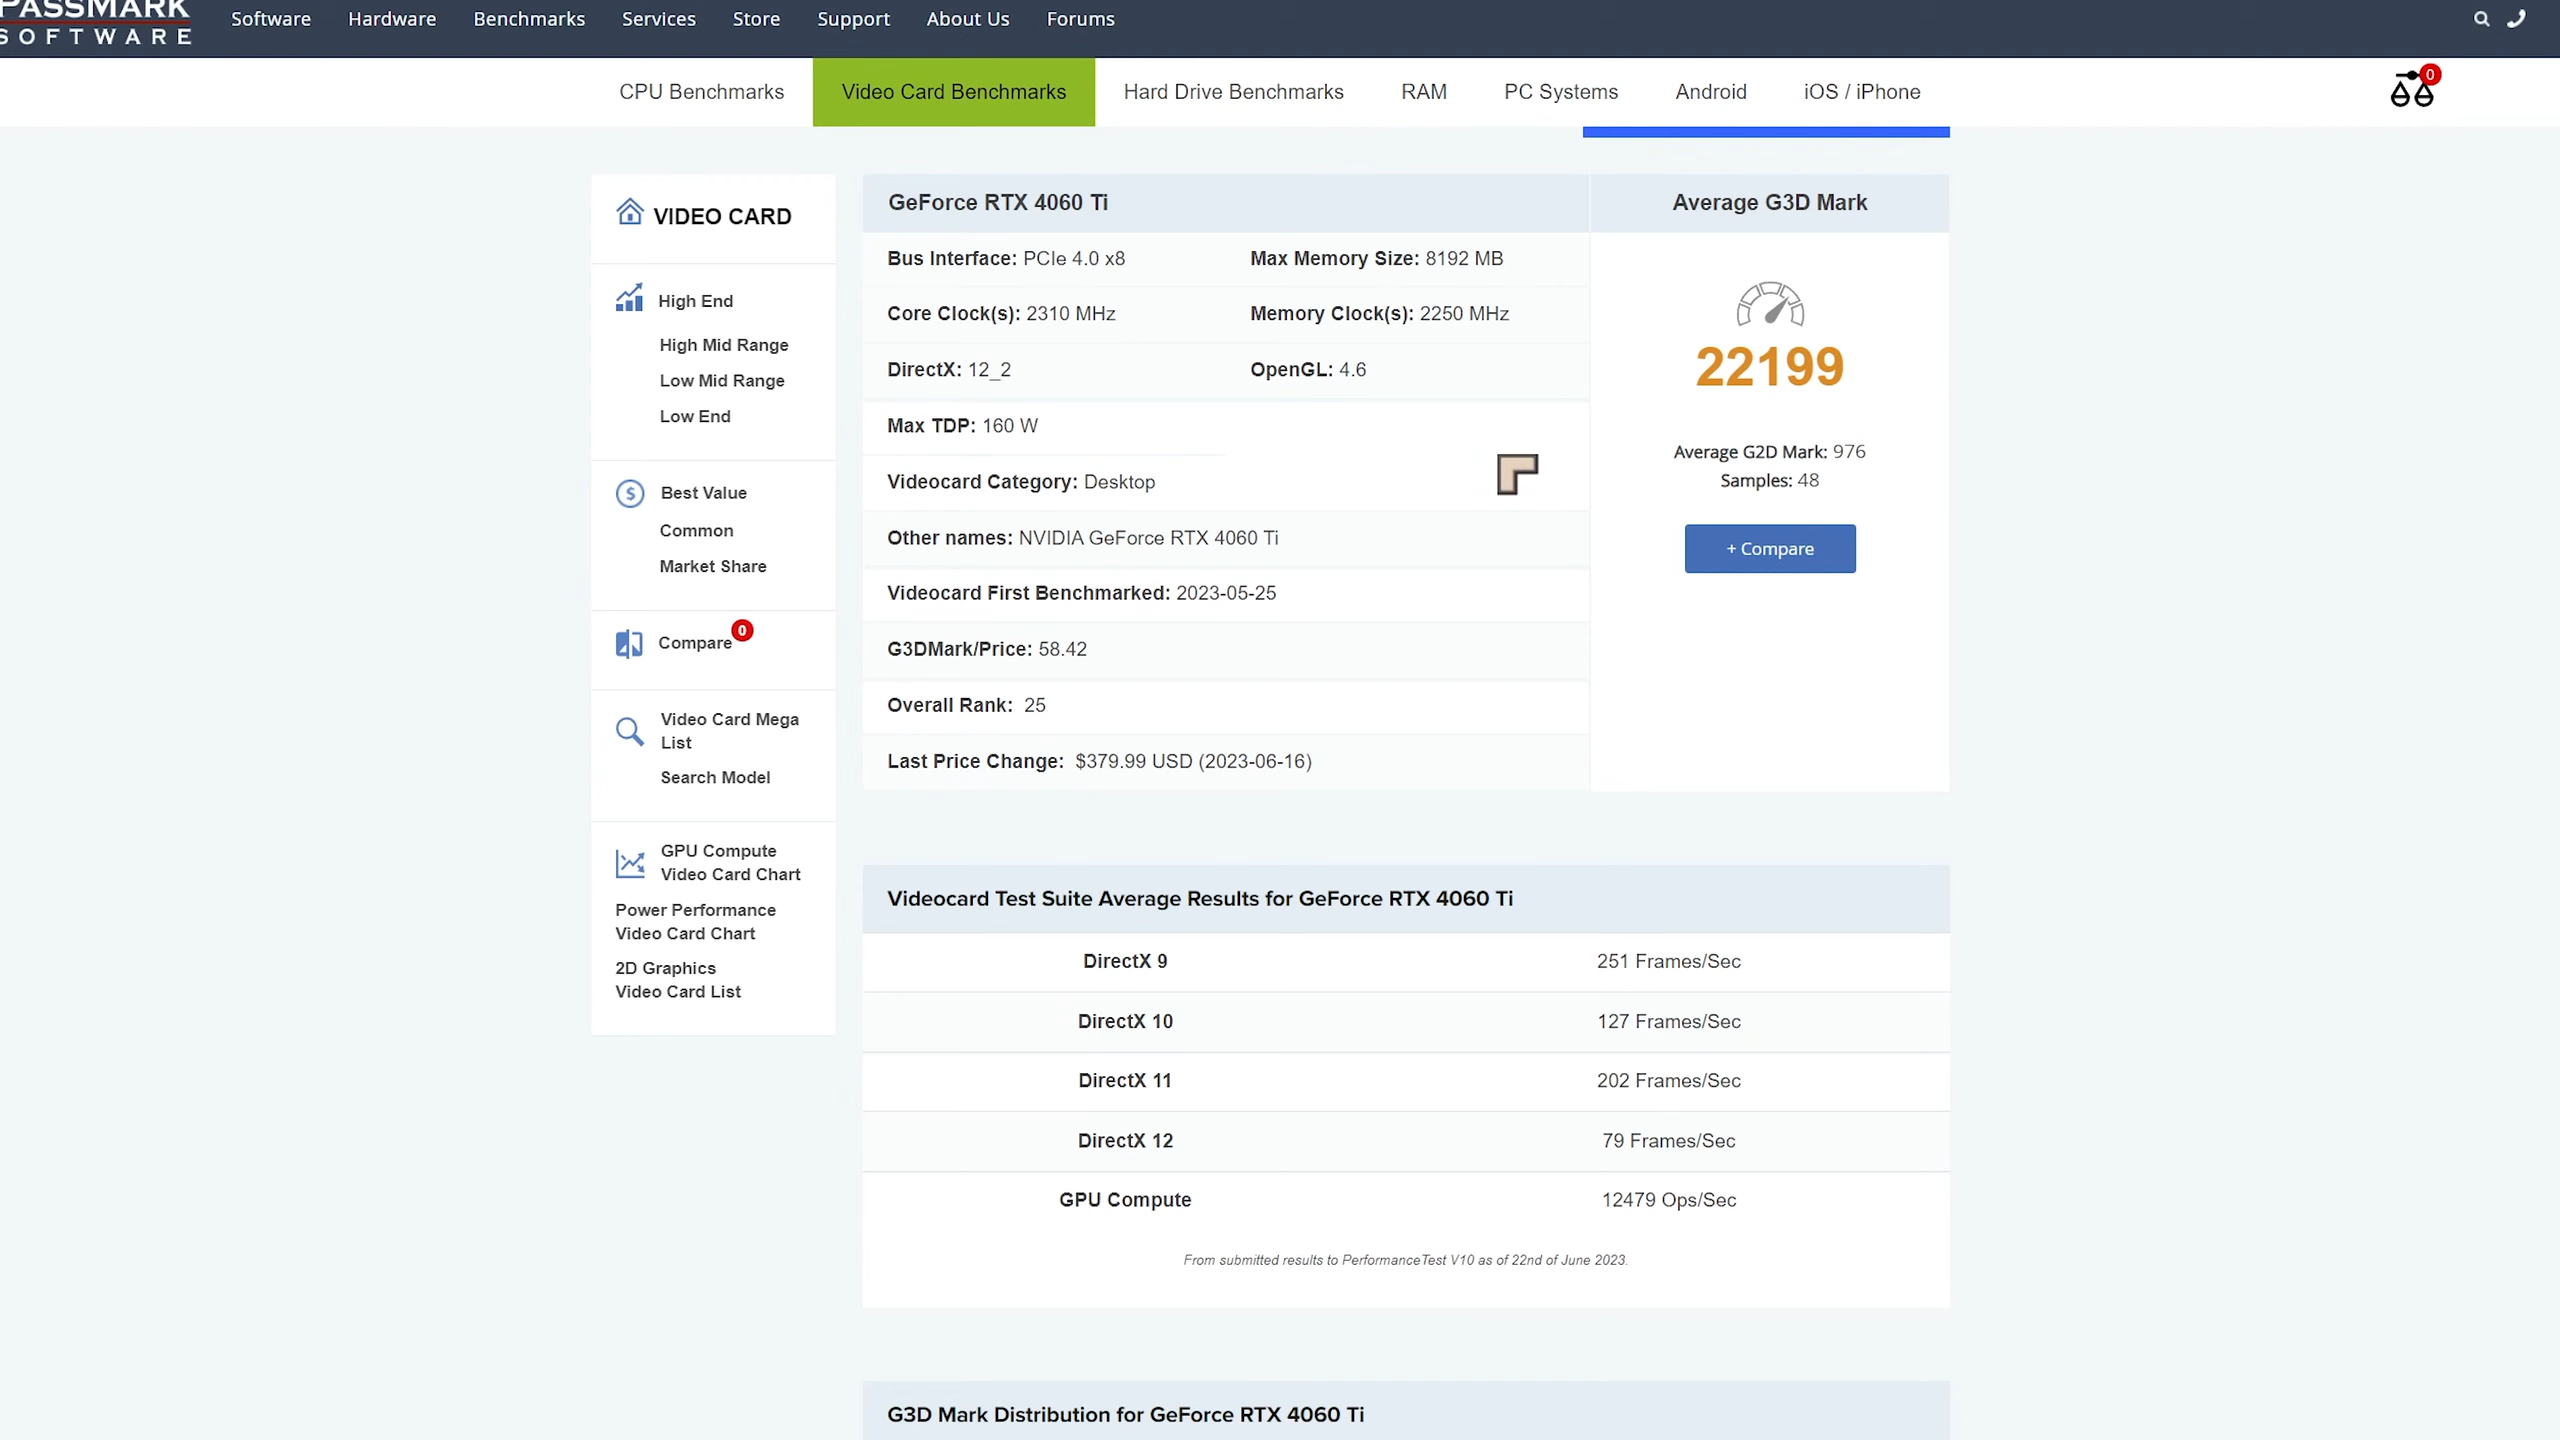 PASSMARK
SOFTWARE
Software Hardware Benchmarks Services Store Support About Us Forums
CPU Benchmarks Video Card Benchmarks Hard Drive Benchmarks RAM PC Systems Android iOS / iPhone
0
VIDEO CARD
High End
High Mid Range
Low Mid Range
Low End
Best Value
Common
Market Share
Compare 0
Video Card Mega
List
Search Model
GPU Compute
Video Card Chart
Power Performance
Video Card Chart
2D Graphics
Video Card List
GeForce RTX 4060 Ti
Bus Interface: PCIe 4.0 x8 Max Memory Size: 8192 MB
Core Clock(s): 2310 MHz Memory Clock(s): 2250 MHz
DirectX: 12_2 OpenGL: 4.6
Max TDP: 160 W
Videocard Category: Desktop
Other names: NVIDIA GeForce RTX 4060 Ti
Videocard First Benchmarked: 2023-05-25
G3DMark/Price: 58.42
Overall Rank: 25
Last Price Change: $379.99 USD (2023-06-16)
Average G3D Mark
22199
Average G2D Mark: 976
Samples: 48
+ Compare
Videocard Test Suite Average Results for GeForce RTX 4060 Ti
DirectX 9 251 Frames/Sec
DirectX 10 127 Frames/Sec
DirectX 11 202 Frames/Sec
DirectX 12 79 Frames/Sec
GPU Compute 12479 Ops/Sec
From submitted results to PerformanceTest V10 as of 22nd of June 2023.
G3D Mark Distribution for GeForce RTX 4060 Ti